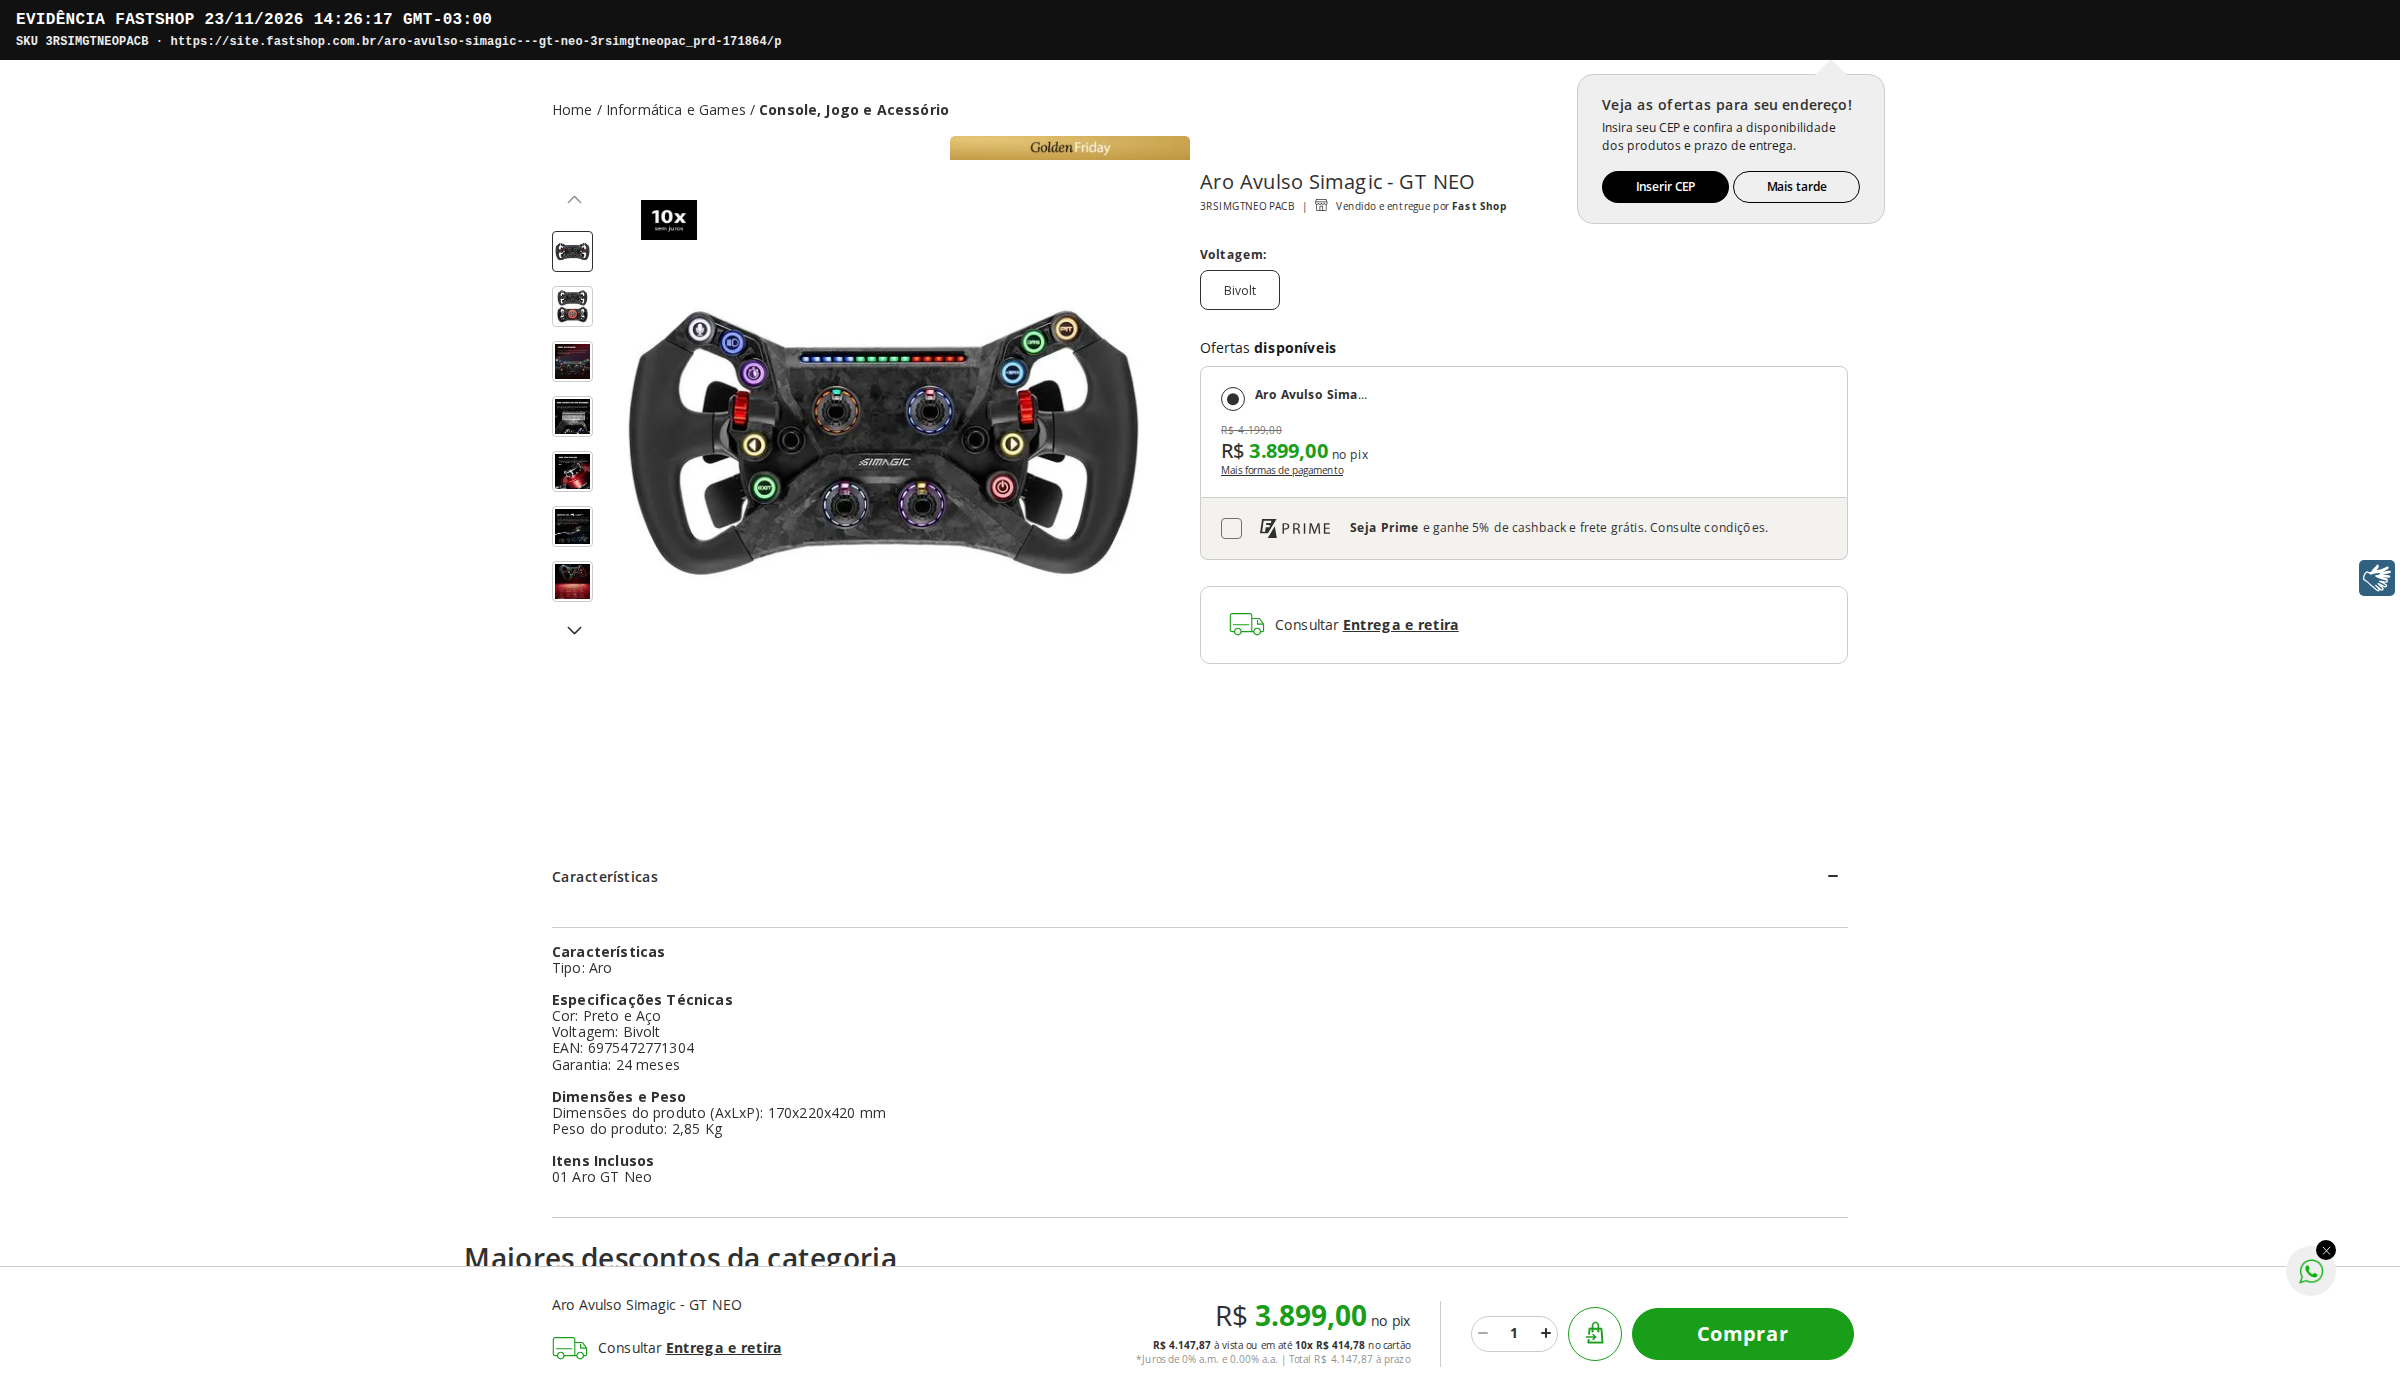 EVIDÊNCIA FASTSHOP 23/11/2026 14:26:17 GMT-03:00
SKU 3RSIMGTNEOPACB · https://site.fastshop.com.br/aro-avulso-simagic---gt-neo-3rsimgtneopac_prd-171864/p
Home / Informática e Games / Console, Jogo e Acessório
Veja as ofertas para seu endereço!
Insira seu CEP e confira a disponibilidade
dos produtos e prazo de entrega.
Inserir CEP
Mais tarde
Golden Friday
10x
sem juros
PIT
EXIT
SIMAGIC
Aro Avulso Simagic - GT NEO
3RSIMGTNEOPACB | Vendido e entregue por Fast Shop
Voltagem:
Bivolt
Ofertas disponíveis
Aro Avulso Sima...
R$ 4.199,00
R$ 3.899,00 no pix
Mais formas de pagamento
PRIME Seja Prime e ganhe 5% de cashback e frete grátis. Consulte condições.
Consultar Entrega e retira
Características
Características
Tipo: Aro
Especificações Técnicas
Cor: Preto e Aço
Voltagem: Bivolt
EAN: 6975472771304
Garantia: 24 meses
Dimensões e Peso
Dimensões do produto (AxLxP): 170x220x420 mm
Peso do produto: 2,85 Kg
Itens Inclusos
01 Aro GT Neo
Maiores descontos da categoria
Aro Avulso Simagic - GT NEO
Consultar Entrega e retira
R$ 3.899,00 no pix
R$ 4.147,87 à vista ou em até 10x R$ 414,78 no cartão
*Juros de 0% a.m. e 0.00% a.a. | Total R$ 4.147,87 à prazo
1
Comprar